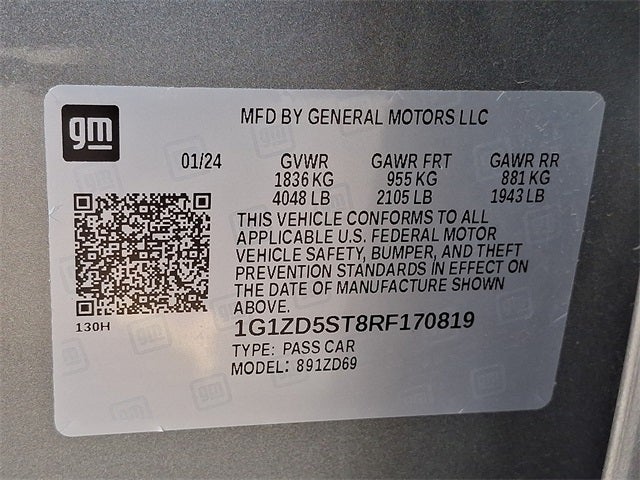 gm
MFD BY GENERAL MOTORS LLC
01/24 GVWR GAWR FRT GAWR RR
1836 KG 955 KG 881 KG
4048 LB 2105 LB 1943 LB
THIS VEHICLE CONFORMS TO ALL
APPLICABLE U.S. FEDERAL MOTOR
VEHICLE SAFETY, BUMPER, AND THEFT
PREVENTION STANDARDS IN EFFECT ON
THE DATE OF MANUFACTURE SHOWN
ABOVE.
130H
1G1ZD5ST8RF170819
TYPE: PASS CAR
MODEL: 891ZD69